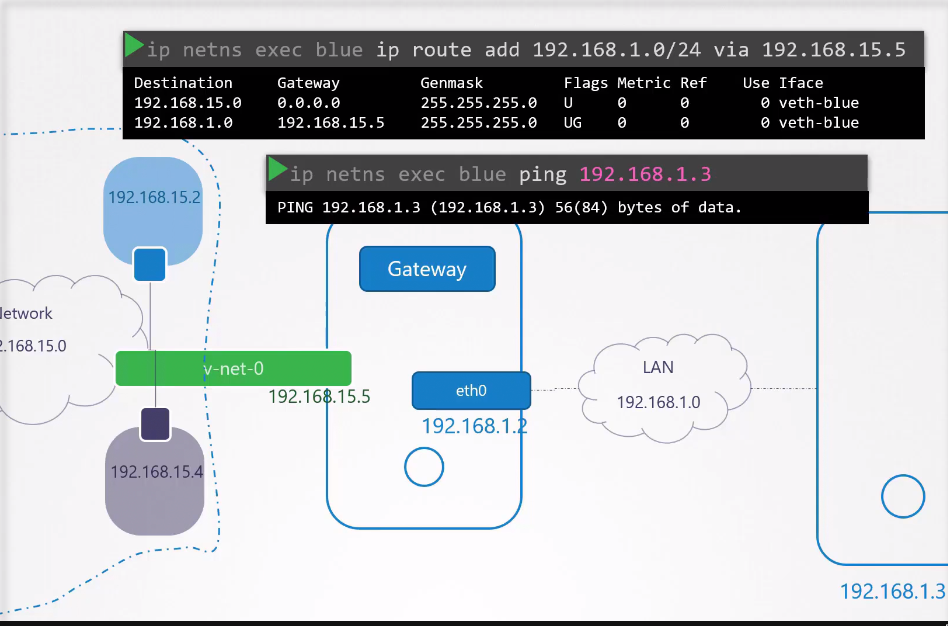 ip netns exec blue ip route add 192.168.1.0/24 via 192.168.15.5
Destination Gateway Genmask Flags Metric Ref Use Iface
192.168.15.0 0.0.0.0 255.255.255.0 U 0 0 0 veth-blue
192.168.1.0 192.168.15.5 255.255.255.0 UG 0 0 0 veth-blue
ip netns exec blue ping 192.168.1.3
PING 192.168.1.3 (192.168.1.3) 56(84) bytes of data.
192.168.15.2
Gateway
etwork
2.168.15.0
v-net-0
192.168.15.5
eth0
192.168.1.2
LAN
192.168.1.0
192.168.15.4
192.168.1.3